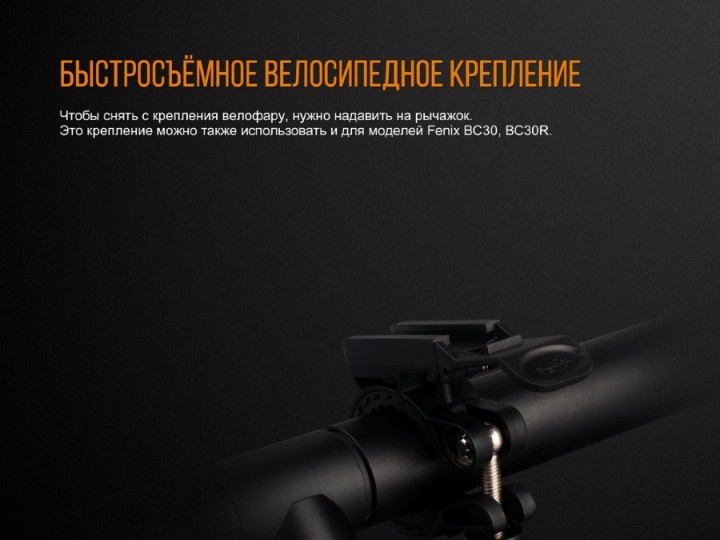 БЫСТРОСЪЁМНОЕ ВЕЛОСИПЕДНОЕ КРЕПЛЕНИЕ
Чтобы снять с крепления велофару, нужно надавить на рычажок.
Это крепление можно также использовать и для моделей Fenix BC30, BC30R.
Fenix